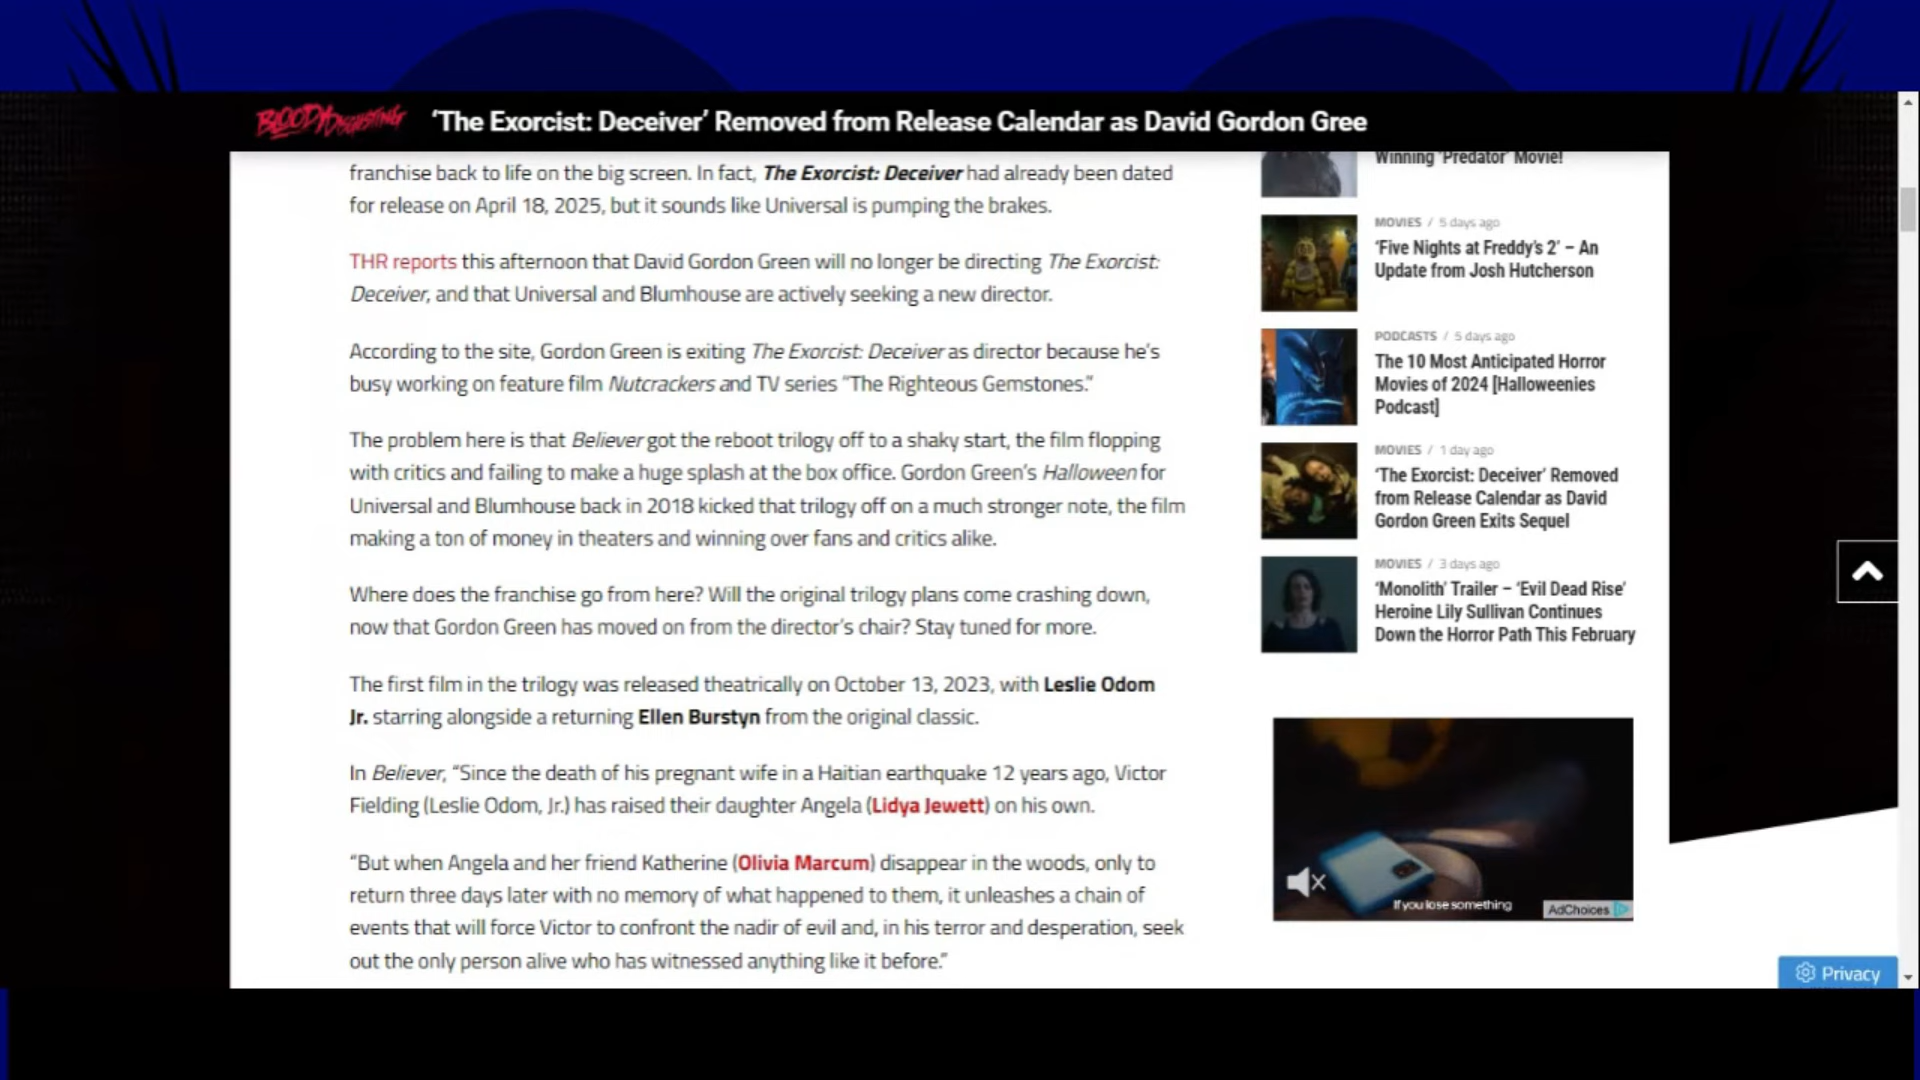 BLOODY DISGUSTING
‘The Exorcist: Deceiver’ Removed from Release Calendar as David Gordon Gree
franchise back to life on the big screen. In fact, The Exorcist: Deceiver had already been dated
for release on April 18, 2025, but it sounds like Universal is pumping the brakes.
THR reports this afternoon that David Gordon Green will no longer be directing The Exorcist:
Deceiver, and that Universal and Blumhouse are actively seeking a new director.
According to the site, Gordon Green is exiting The Exorcist: Deceiver as director because he’s
busy working on feature film Nutcrackers and TV series “The Righteous Gemstones.”
The problem here is that Believer got the reboot trilogy off to a shaky start, the film flopping
with critics and failing to make a huge splash at the box office. Gordon Green’s Halloween for
Universal and Blumhouse back in 2018 kicked that trilogy off on a much stronger note, the film
making a ton of money in theaters and winning over fans and critics alike.
Where does the franchise go from here? Will the original trilogy plans come crashing down,
now that Gordon Green has moved on from the director’s chair? Stay tuned for more.
The first film in the trilogy was released theatrically on October 13, 2023, with Leslie Odom
Jr. starring alongside a returning Ellen Burstyn from the original classic.
In Believer, “Since the death of his pregnant wife in a Haitian earthquake 12 years ago, Victor
Fielding (Leslie Odom, Jr.) has raised their daughter Angela (Lidya Jewett) on his own.
“But when Angela and her friend Katherine (Olivia Marcum) disappear in the woods, only to
return three days later with no memory of what happened to them, it unleashes a chain of
events that will force Victor to confront the nadir of evil and, in his terror and desperation, seek
out the only person alive who has witnessed anything like it before.”
Winning ‘Predator’ Movie!
MOVIES / 5 days ago
‘Five Nights at Freddy’s 2’ – An
Update from Josh Hutcherson
PODCASTS / 5 days ago
The 10 Most Anticipated Horror
Movies of 2024 [Halloweenies
Podcast]
MOVIES / 1 day ago
‘The Exorcist: Deceiver’ Removed
from Release Calendar as David
Gordon Green Exits Sequel
MOVIES / 3 days ago
‘Monolith’ Trailer – ‘Evil Dead Rise’
Heroine Lily Sullivan Continues
Down the Horror Path This February
If you lose something
AdChoices
Privacy